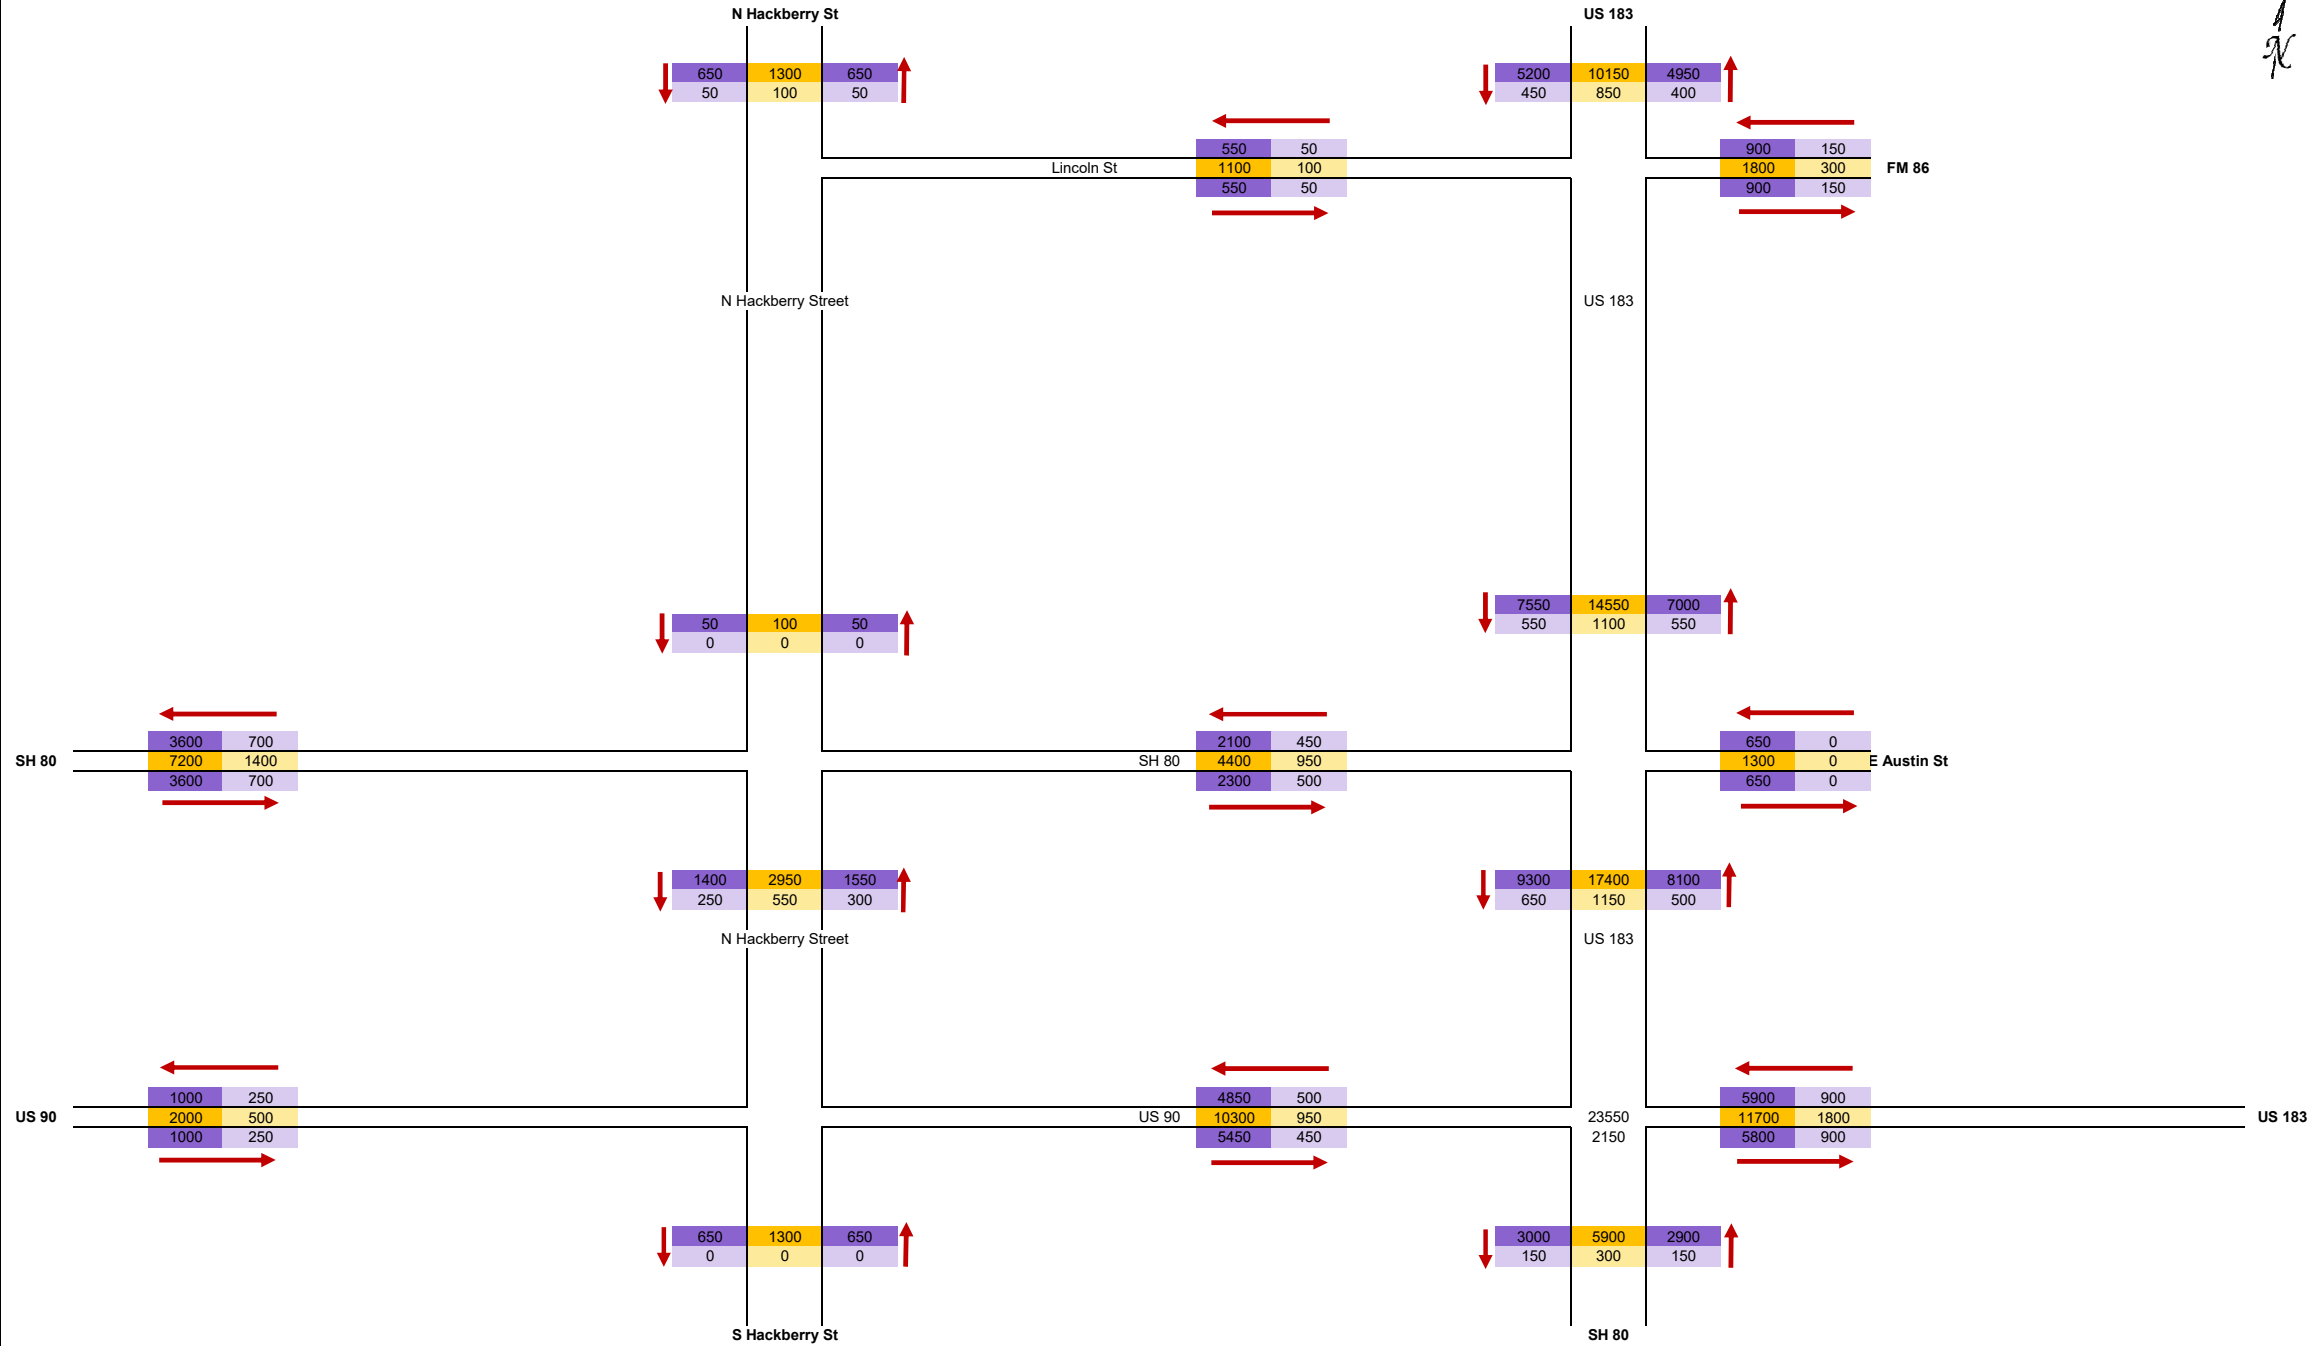 N Hackberry St US 183
N
650 1300 650 5200 10150 4950
50 100 50 450 850 400
550 50 900 150
Lincoln St 1100 100 1800 300 FM 86
550 50 900 150
N Hackberry Street US 183
7550 14550 7000
50 100 50 550 1100 550
0 0 0
3600 700 2100 450 650 0
SH 80 7200 1400 SH 80 4400 950 1300 0 E Austin St
3600 700 2300 500 650 0
1400 2950 1550 9300 17400 8100
250 550 300 650 1150 500
N Hackberry Street US 183
1000 250 4850 500 5900 900
US 90 2000 500 US 90 10300 950 23550 11700 1800 US 183
1000 250 5450 450 2150 5800 900
650 1300 650 3000 5900 2900
0 0 0 150 300 150
S Hackberry St SH 80